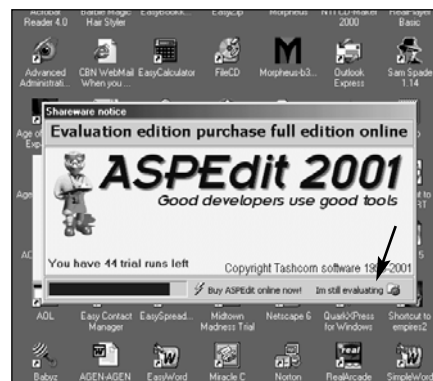 Acrobat Reader 4.0
Barbie Magic Hair Styler
EasyZip
Morpheus
NTI CD-Maker 2000
RealPlayer Basic
Advanced Administrati...
CBN WebMail When you ...
EasyCalculator
FileCD
Morpheus-b3...
Outlook Express
Sam Spade 1.14
Shareware notice
Evaluation edition purchase full edition online
ASPEdit 2001
Good developers use good tools
You have 44 trial runs left
Copyright Tashcom software
2001
Buy ASPEdit online now!
Im still evaluating
AOL
Easy Contact Manager
EasySpread...
Midtown Madness Trial
Netscape 6
QuarkXPress for Windows
Shortcut to empires2
Babyz
AGEN-AGEN
EasyWord
Miracle C
Norton
RealArcade
SimpleWord